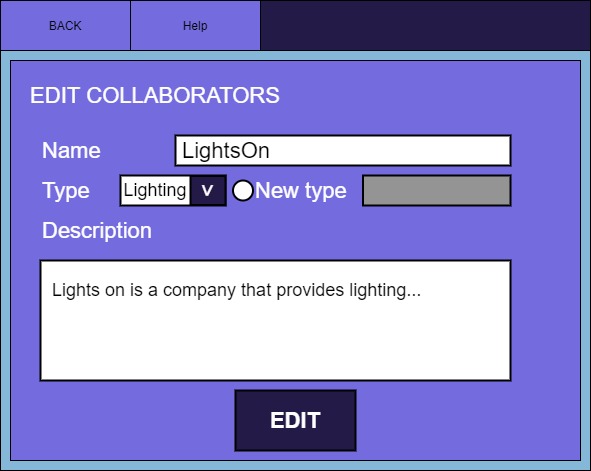 BACK Help
EDIT COLLABORATORS
Name LightsOn
Type Lighting V New type
Description
Lights on is a company that provides lighting...
EDIT